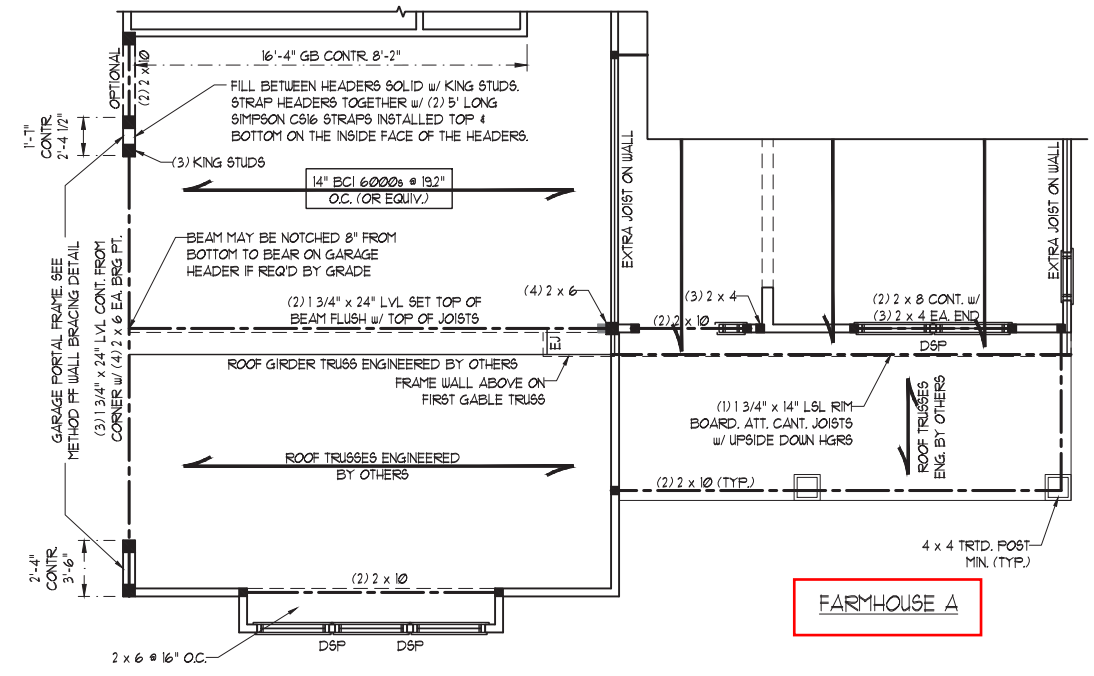 16'-4" GB CONTR. 8'-2"
OPTIONAL
(2) 2 x 10
FILL BETWEEN HEADERS SOLID w/ KING STUDS.
STRAP HEADERS TOGETHER w/ (2) 5' LONG
SIMPSON CS16 STRAPS INSTALLED TOP &
BOTTOM ON THE INSIDE FACE OF THE HEADERS.
1'-7"
CONTR.
2'-4 1/2"
(3) KING STUDS
14" BCI 6000s @ 19.2"
O.C. (OR EQUIV.)
EXTRA JOIST ON WALL
EXTRA JOIST ON WALL
BEAM MAY BE NOTCHED 8" FROM
BOTTOM TO BEAR ON GARAGE
HEADER IF REQ'D BY GRADE
GARAGE PORTAL FRAME. SEE
METHOD PF WALL BRACING DETAIL
(3) 1 3/4" x 24" LVL CONT. FROM
CORNER w/ (4) 2 x 6 EA. BRG PT.
(2) 1 3/4" x 24" LVL SET TOP OF
BEAM FLUSH w/ TOP OF JOISTS
(4) 2 x 6
(3) 2 x 4
(2) 2 x 10
(2) 2 x 8 CONT. w/
(3) 2 x 4 EA. END
DSP
EJ
ROOF GIRDER TRUSS ENGINEERED BY OTHERS
FRAME WALL ABOVE ON
FIRST GABLE TRUSS
(1) 1 3/4" x 14" LSL RIM
BOARD. ATT. CANT. JOISTS
w/ UPSIDE DOWN HGRS
ROOF TRUSSES
ENG. BY OTHERS
ROOF TRUSSES ENGINEERED
BY OTHERS
(2) 2 x 10 (TYP.)
4 x 4 TRTD. POST
MIN. (TYP.)
2'-4"
CONTR.
3'-6"
(2) 2 x 10
FARMHOUSE A
DSP
DSP
2 x 6 @ 16" O.C.